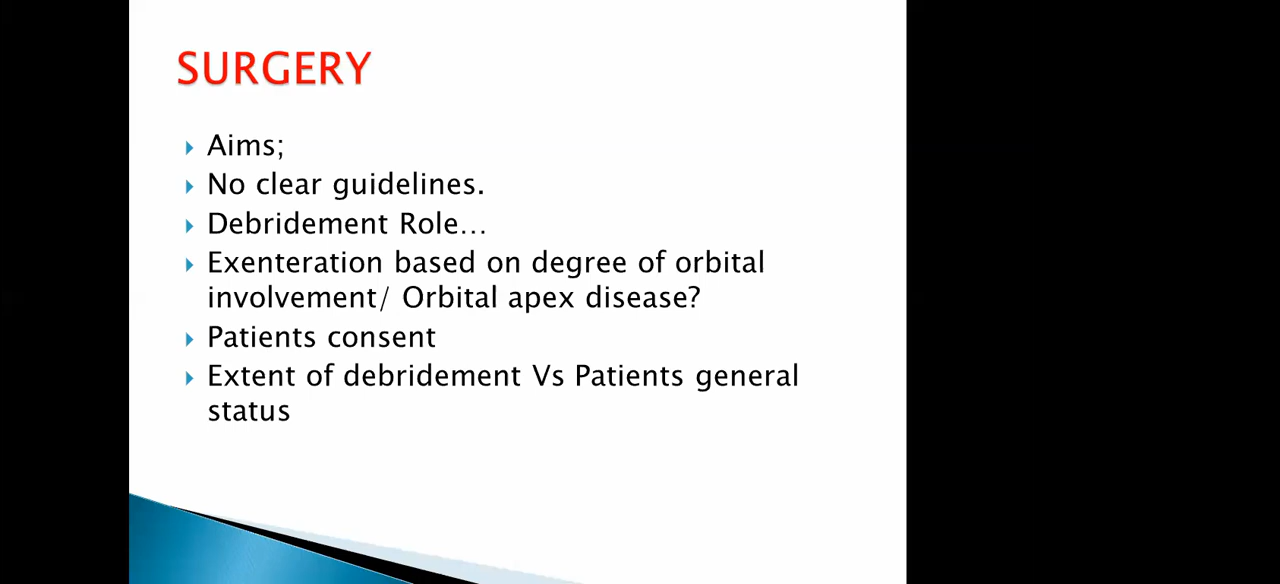 SURGERY
Aims;
No clear guidelines.
Debridement Role...
Exenteration based on degree of orbital
involvement/ Orbital apex disease?
Patients consent
Extent of debridement Vs Patients general
status